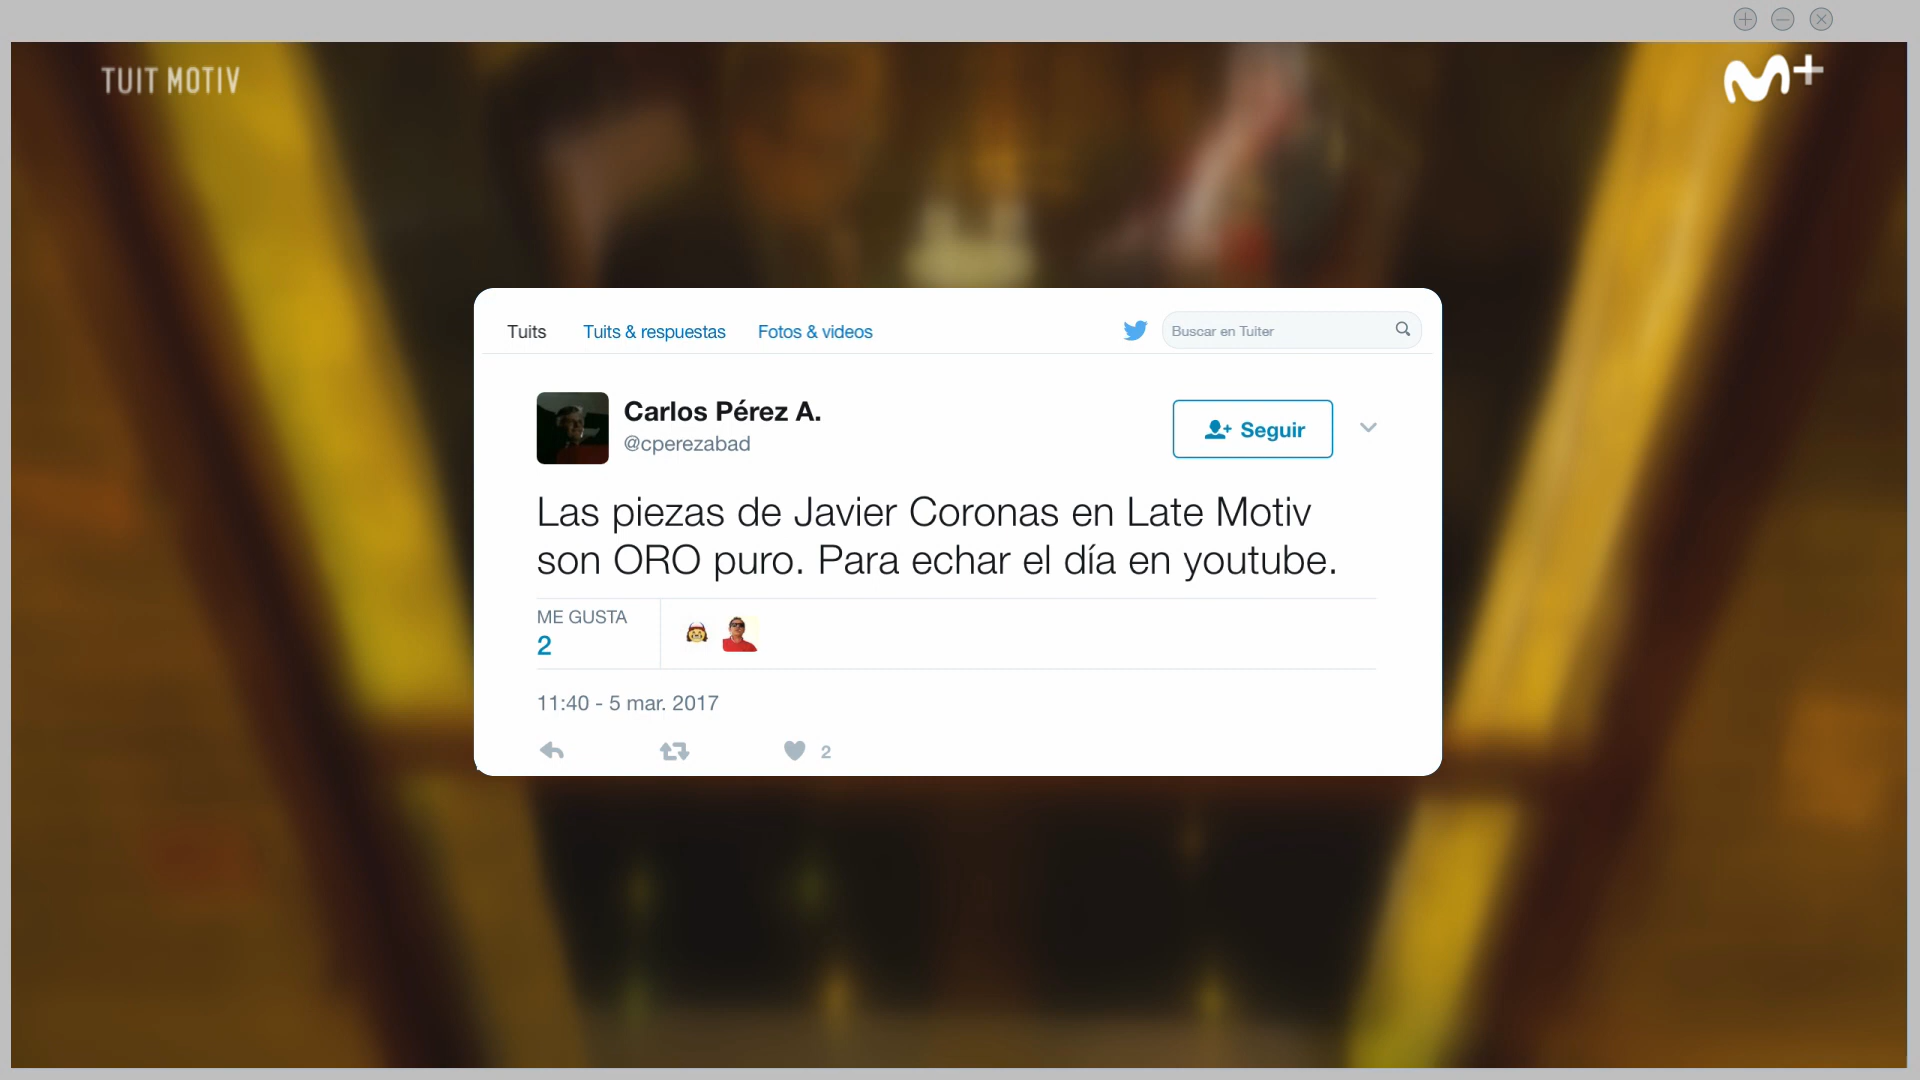 TUIT MOTIV
M+
Tuits Tuits & respuestas Fotos & videos Buscar en Tuiter
Carlos Pérez A.
@cperezabad
Seguir
Las piezas de Javier Coronas en Late Motiv
son ORO puro. Para echar el día en youtube.
ME GUSTA
2
11:40 - 5 mar. 2017
2